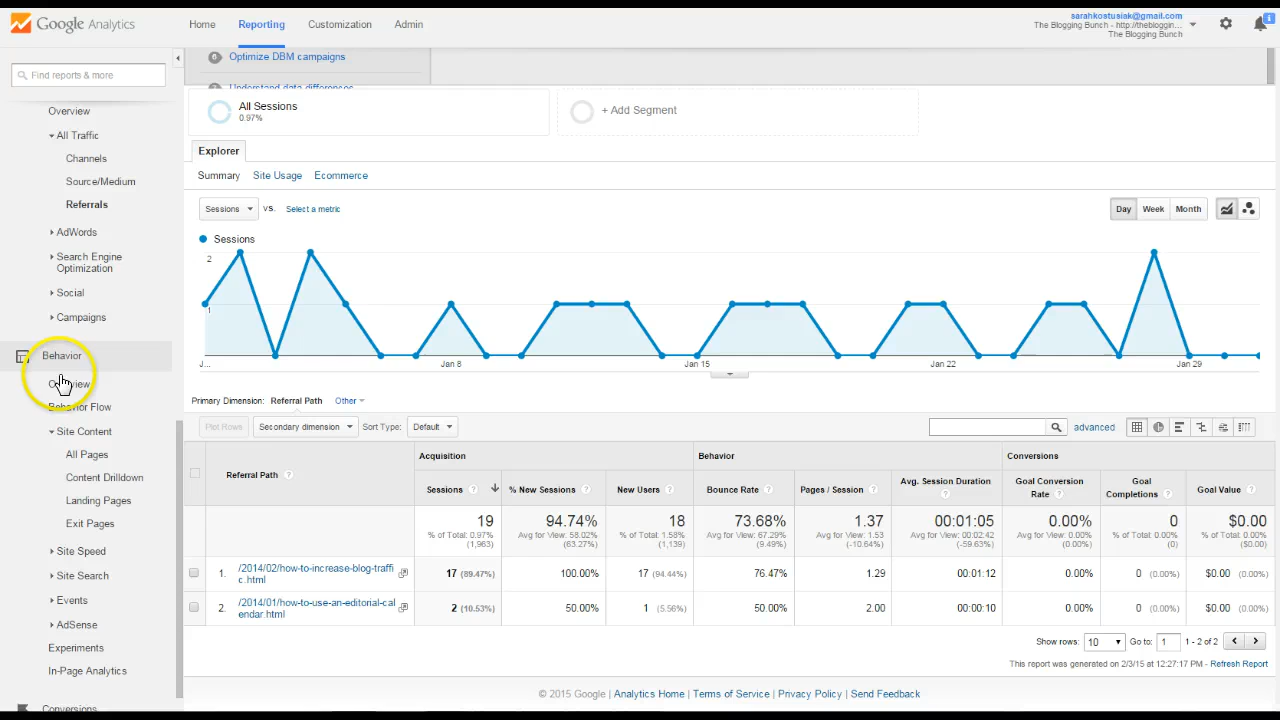 Google Analytics
Home
Reporting
Customization
Admin
sarahkostusiak@gmail.com
The Blogging Bunch - http://thebloggin...
The Blogging Bunch
Find reports & more
Overview
All Traffic
Channels
Source/Medium
Referrals
AdWords
Search Engine
Optimization
Social
Campaigns
Behavior
Overview
Behavior Flow
Site Content
All Pages
Content Drilldown
Landing Pages
Exit Pages
Site Speed
Site Search
Events
AdSense
Experiments
In-Page Analytics
Conversions
6 Optimize DBM campaigns
7 Understand data differences
All Sessions
0.97%
+ Add Segment
Explorer
Summary Site Usage Ecommerce
Sessions VS. Select a metric
Day Week Month
Sessions
2
1
J... Jan 8 Jan 15 Jan 22 Jan 29
Primary Dimension: Referral Path Other
Plot Rows Secondary dimension Sort Type: Default advanced
Acquisition Behavior Conversions
Referral Path ? Sessions ? % New Sessions ? New Users ? Bounce Rate ? Pages / Session ? Avg. Session Duration ? Goal Conversion Rate ? Goal Completions ? Goal Value ?
19 94.74% 18 73.68% 1.37 00:01:05 0.00% 0 $0.00
% of Total: 0.97% Avg for View: 58.02% % of Total: 1.58% Avg for View: 67.29% Avg for View: 1.53 Avg for View: 00:02:42 Avg for View: 0.00% % of Total: 0.00% % of Total: 0.00%
(1,963) (63.27%) (1,139) (9.49%) (-10.64%) (-59.63%) (0.00%) (0) ($0.00)
1. /2014/02/how-to-increase-blog-traffi
c.html
17 (89.47%) 100.00% 17 (94.44%) 76.47% 1.29 00:01:12 0.00% 0 (0.00%) $0.00 (0.00%)
2. /2014/01/how-to-use-an-editorial-cal
endar.html
2 (10.53%) 50.00% 1 (5.56%) 50.00% 2.00 00:00:10 0.00% 0 (0.00%) $0.00 (0.00%)
Show rows: 10 Go to: 1 1 - 2 of 2
This report was generated on 2/3/15 at 12:27:17 PM - Refresh Report
© 2015 Google | Analytics Home | Terms of Service | Privacy Policy | Send Feedback